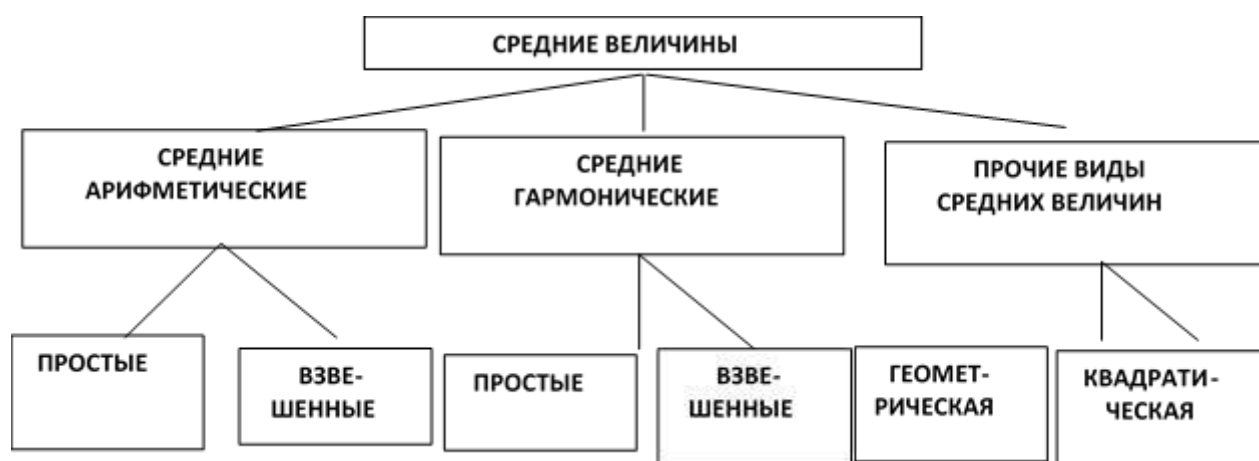 СРЕДНИЕ ВЕЛИЧИНЫ
СРЕДНИЕ
АРИФМЕТИЧЕСКИЕ
СРЕДНИЕ
ГАРМОНИЧЕСКИЕ
ПРОЧИЕ ВИДЫ
СРЕДНИХ ВЕЛИЧИН
ПРОСТЫЕ
ВЗВЕ-
ШЕННЫЕ
ПРОСТЫЕ
ВЗВЕ-
ШЕННЫЕ
ГЕОМЕТ-
РИЧЕСКАЯ
КВАДРАТИ-
ЧЕСКАЯ